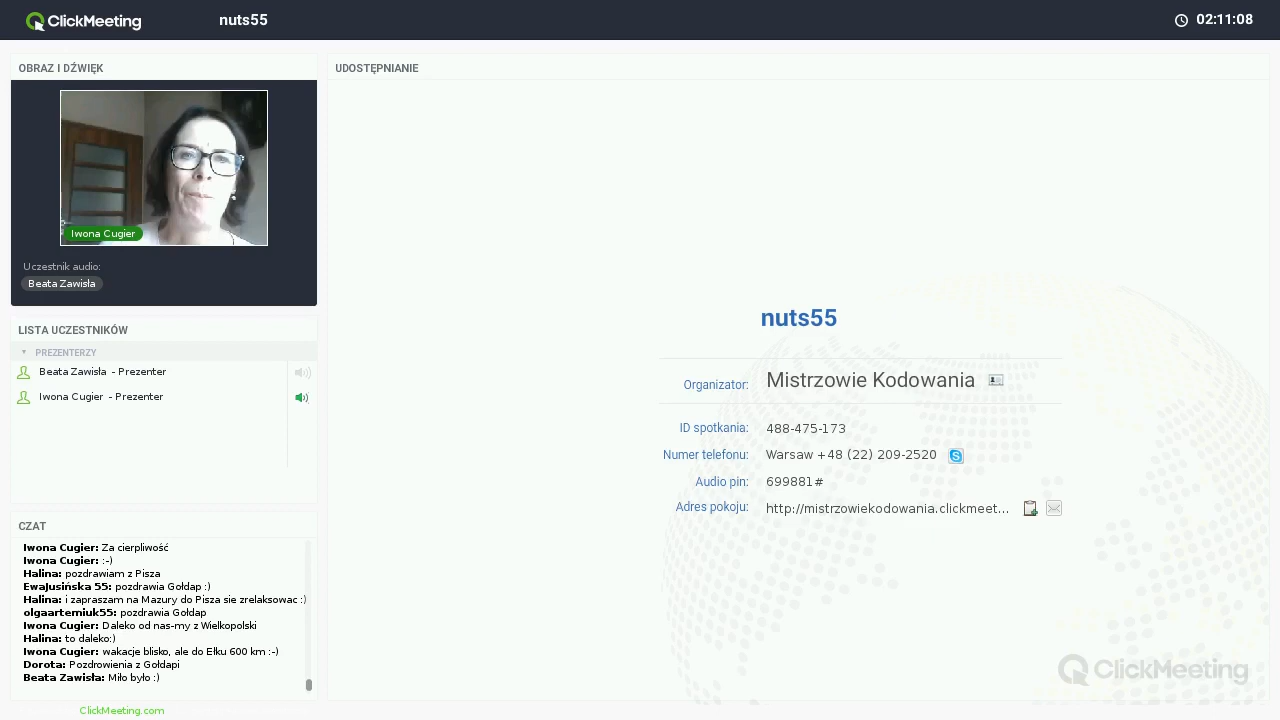 ClickMeeting
nuts55
02:11:08
OBRAZ I DŹWIĘK
Iwona Cugier
Uczestnik audio:
Beata Zawisła
LISTA UCZESTNIKÓW
PREZENTERZY
Beata Zawisła - Prezenter
Iwona Cugier - Prezenter
CZAT
Iwona Cugier: Za cierpliwość
Iwona Cugier: :-)
Halina: pozdrawiam z Pisza
EwaJusińska 55: pozdrawia Gołdap :)
Halina: i zapraszam na Mazury do Pisza sie zrelaksowac :)
olgaartemiuk55: pozdrawia Gołdap
Iwona Cugier: Daleko od nas-my z Wielkopolski
Halina: to daleko:)
Iwona Cugier: wakacje blisko, ale do Ełku 600 km :-)
Dorota: Pozdrowienia z Gołdapi
Beata Zawisła: Miło było :)
ClickMeeting.com
UDOSTĘPNIANIE
nuts55
Organizator: Mistrzowie Kodowania
ID spotkania: 488-475-173
Numer telefonu: Warsaw +48 (22) 209-2520
Audio pin: 699881#
Adres pokoju: http://mistrzowiekodowania.clickmeet...
ClickMeeting